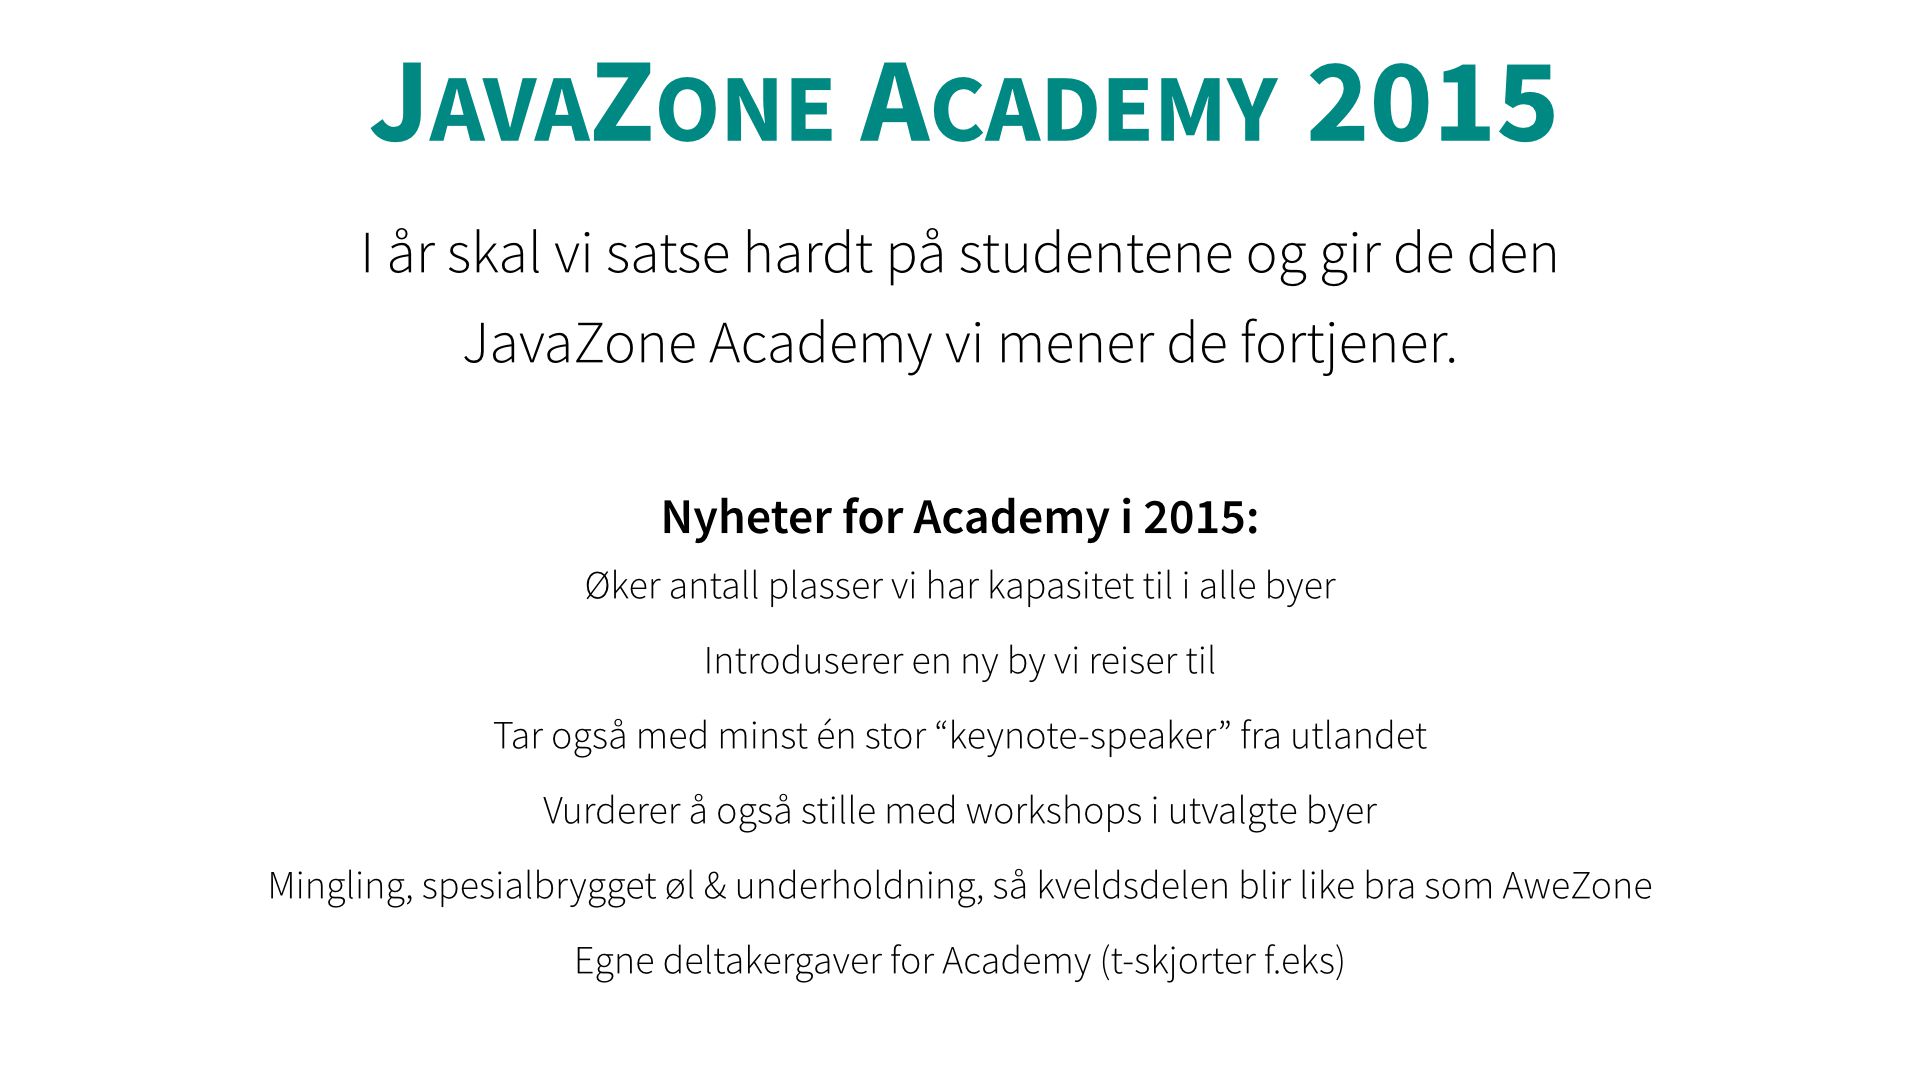 JavaZone Academy 2015
I år skal vi satse hardt på studentene og gir de den
JavaZone Academy vi mener de fortjener.
Nyheter for Academy i 2015:
Øker antall plasser vi har kapasitet til i alle byer
Introduserer en ny by vi reiser til
Tar også med minst én stor “keynote-speaker” fra utlandet
Vurderer å også stille med workshops i utvalgte byer
Mingling, spesialbrygget øl & underholdning, så kveldsdelen blir like bra som AweZone
Egne deltakergaver for Academy (t-skjorter f.eks)